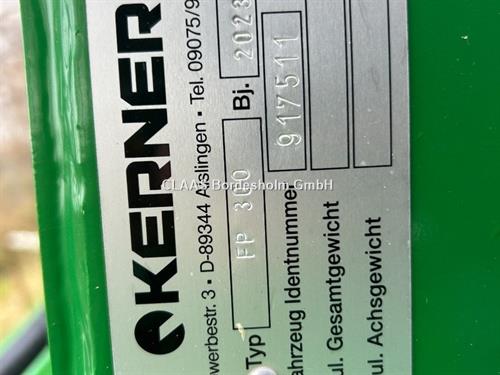 KERNER
werbestr. 3 • D-89344 Aislingen • Tel. 09075/9
Typ FP 300 Bj. 2023
ahrzeug Identnummer 917511
ul. Gesamtgewicht
ul. Achsgewicht
CLAAS Bordesholm GmbH